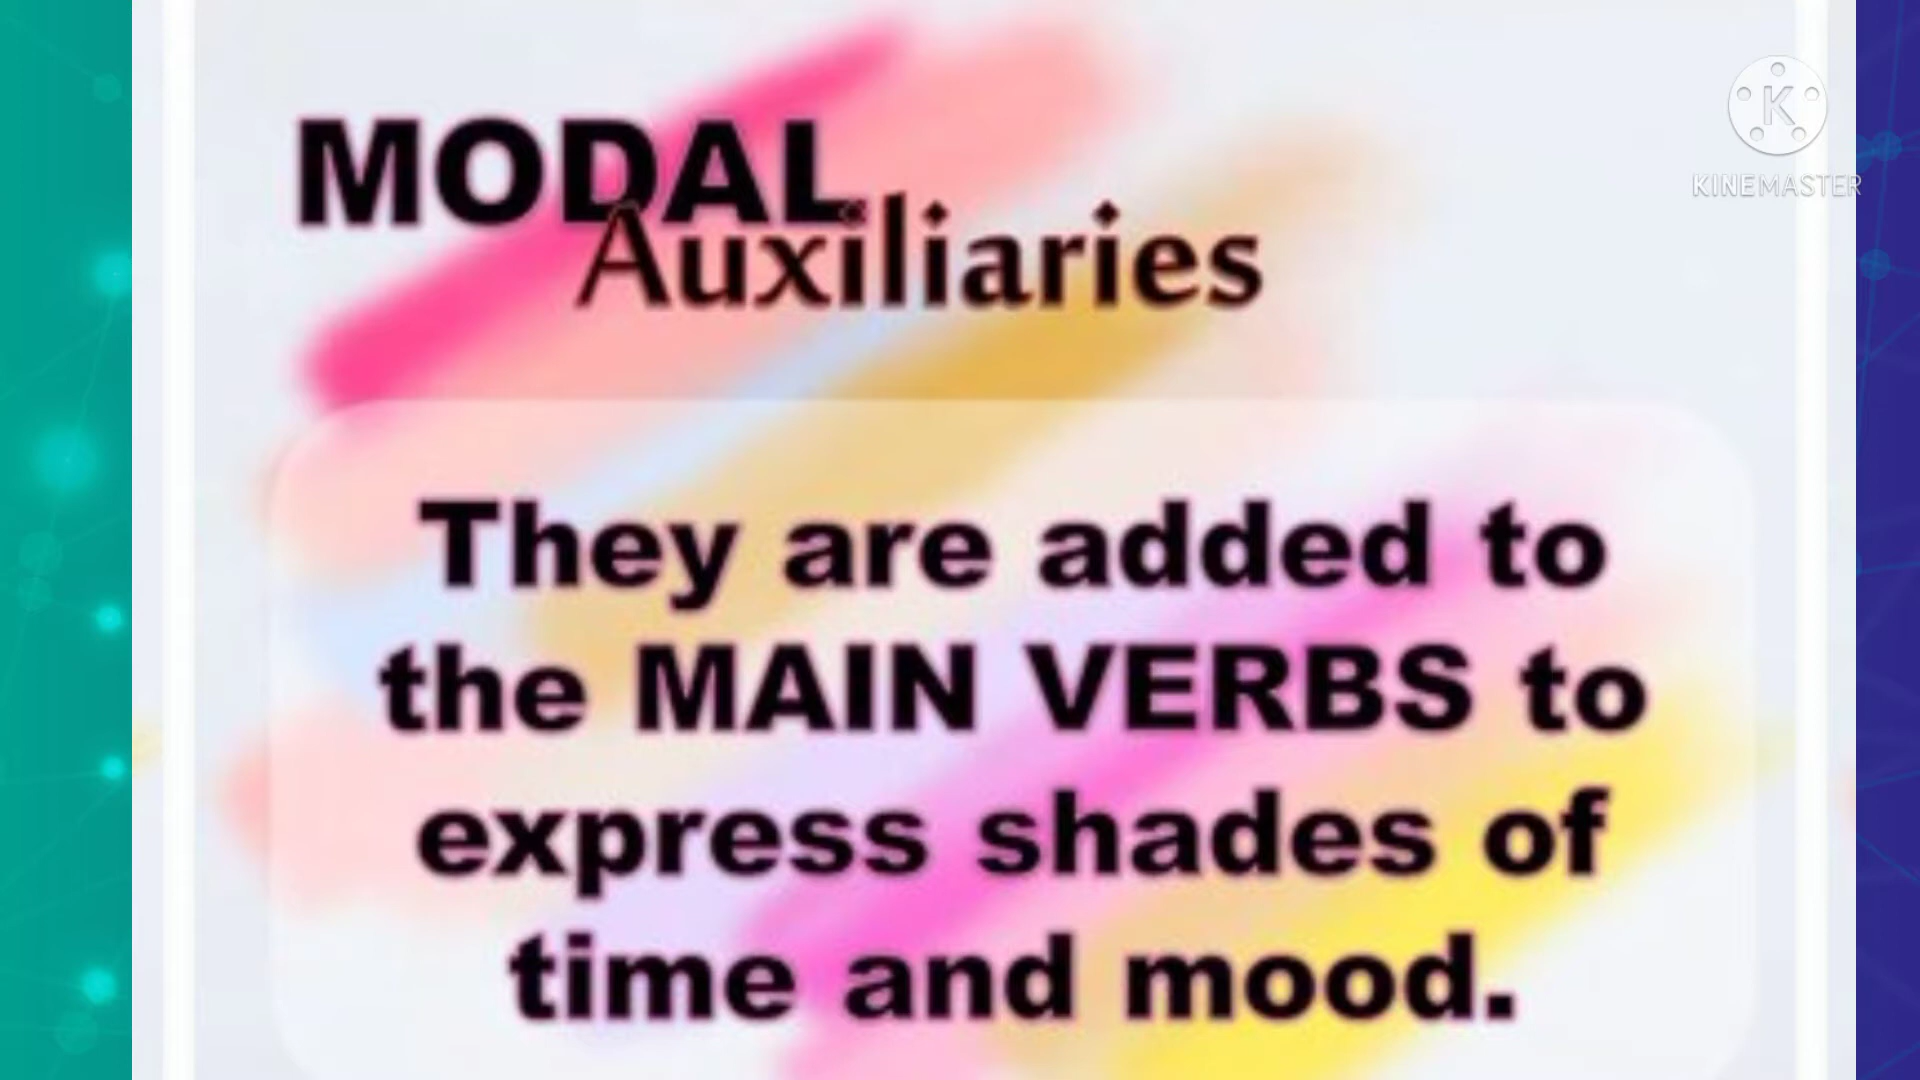 MODAL
Auxiliaries
K
KINEMASTER
They are added to
the MAIN VERBS to
express shades of
time and mood.